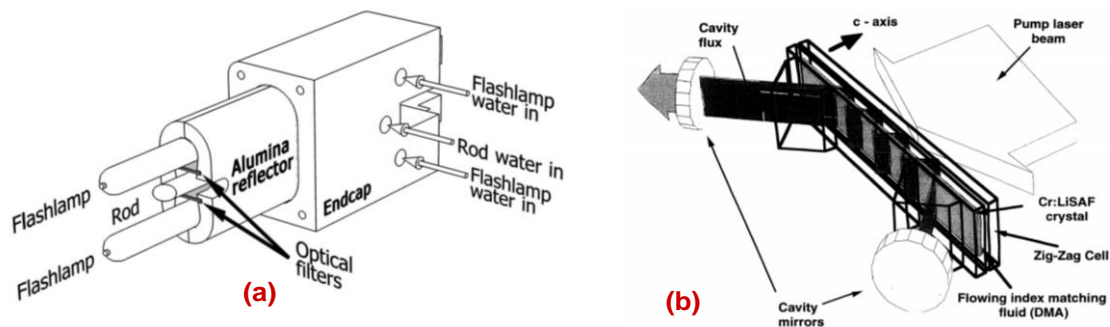 Flashlamp
water in
Rod water in
Flashlamp
water in
Alumina
reflector
Endcap
Flashlamp
Rod
Flashlamp
Optical
filters
(a)
Cavity
flux
c - axis
Pump laser
beam
Cr:LiSAF
crystal
Zig-Zag Cell
Flowing index matching
fluid (DMA)
Cavity
mirrors
(b)